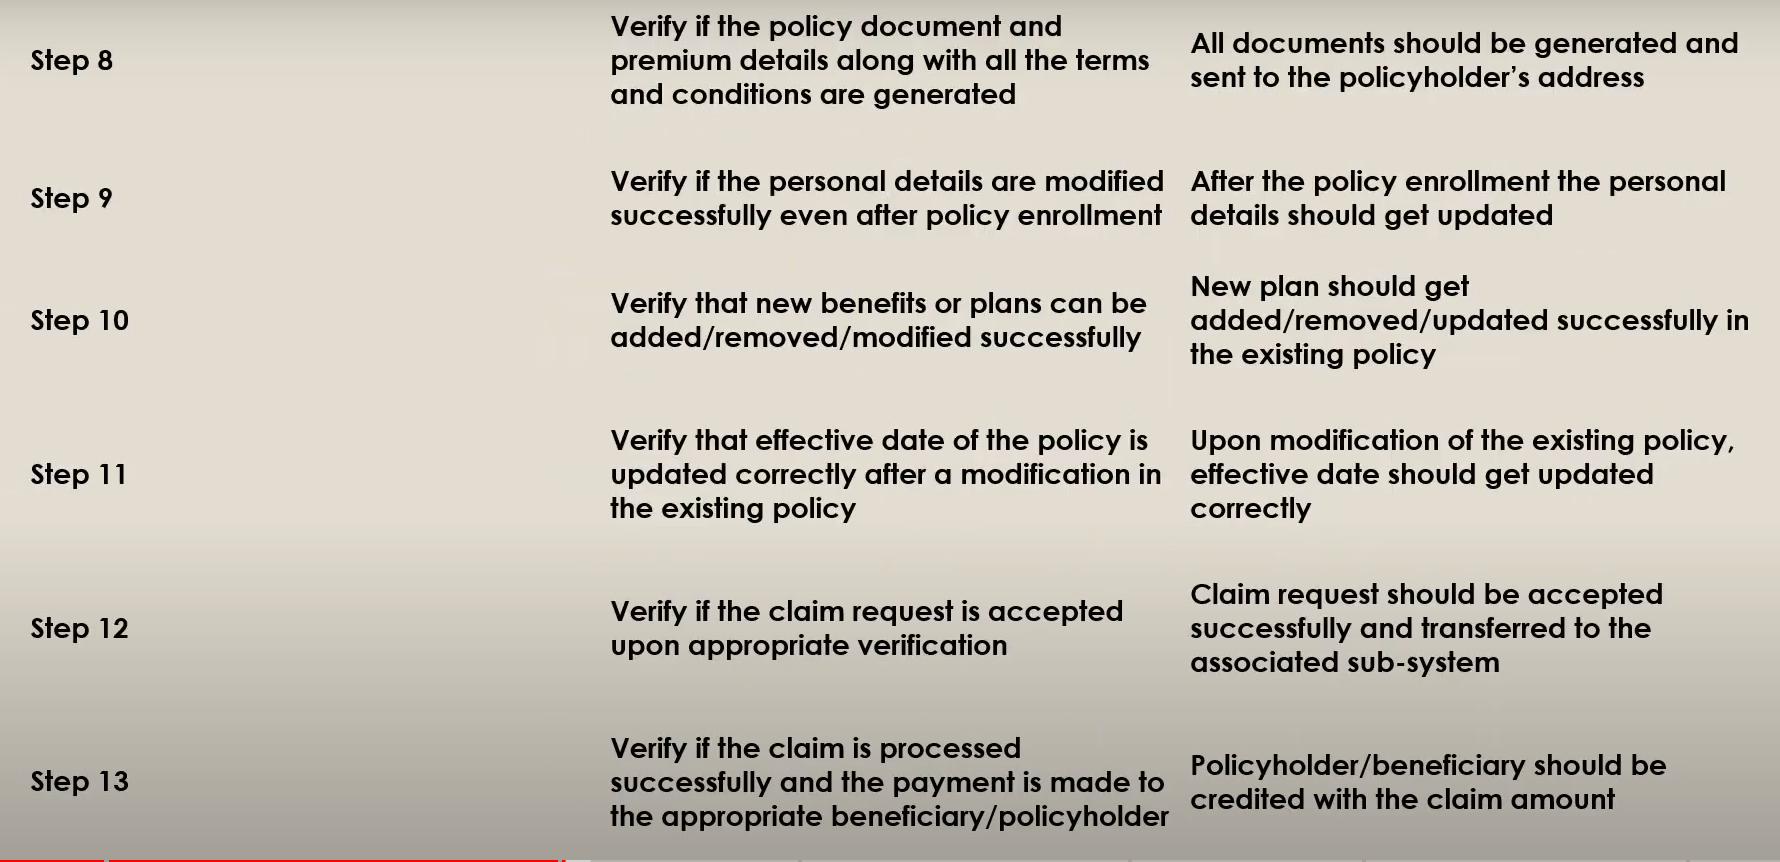 Step 8
Verify if the policy document and
premium details along with all the terms
and conditions are generated
All documents should be generated and
sent to the policyholder's address
Step 9
Verify if the personal details are modified
successfully even after policy enrollment
After the policy enrollment the personal
details should get updated
Step 10
Verify that new benefits or plans can be
added/removed/modified successfully
New plan should get
added/removed/updated successfully in
the existing policy
Step 11
Verify that effective date of the policy is
updated correctly after a modification in
the existing policy
Upon modification of the existing policy,
effective date should get updated
correctly
Step 12
Verify if the claim request is accepted
upon appropriate verification
Claim request should be accepted
successfully and transferred to the
associated sub-system
Step 13
Verify if the claim is processed
successfully and the payment is made to
the appropriate beneficiary/policyholder
Policyholder/beneficiary should be
credited with the claim amount